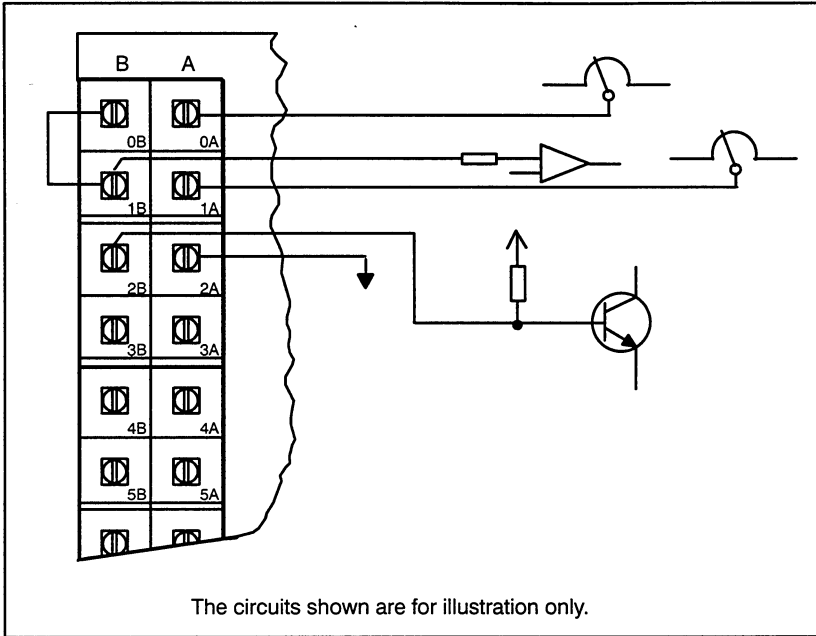 B A
0B 0A
1B 1A
2B 2A
3B 3A
4B 4A
5B 5A
The circuits shown are for illustration only.